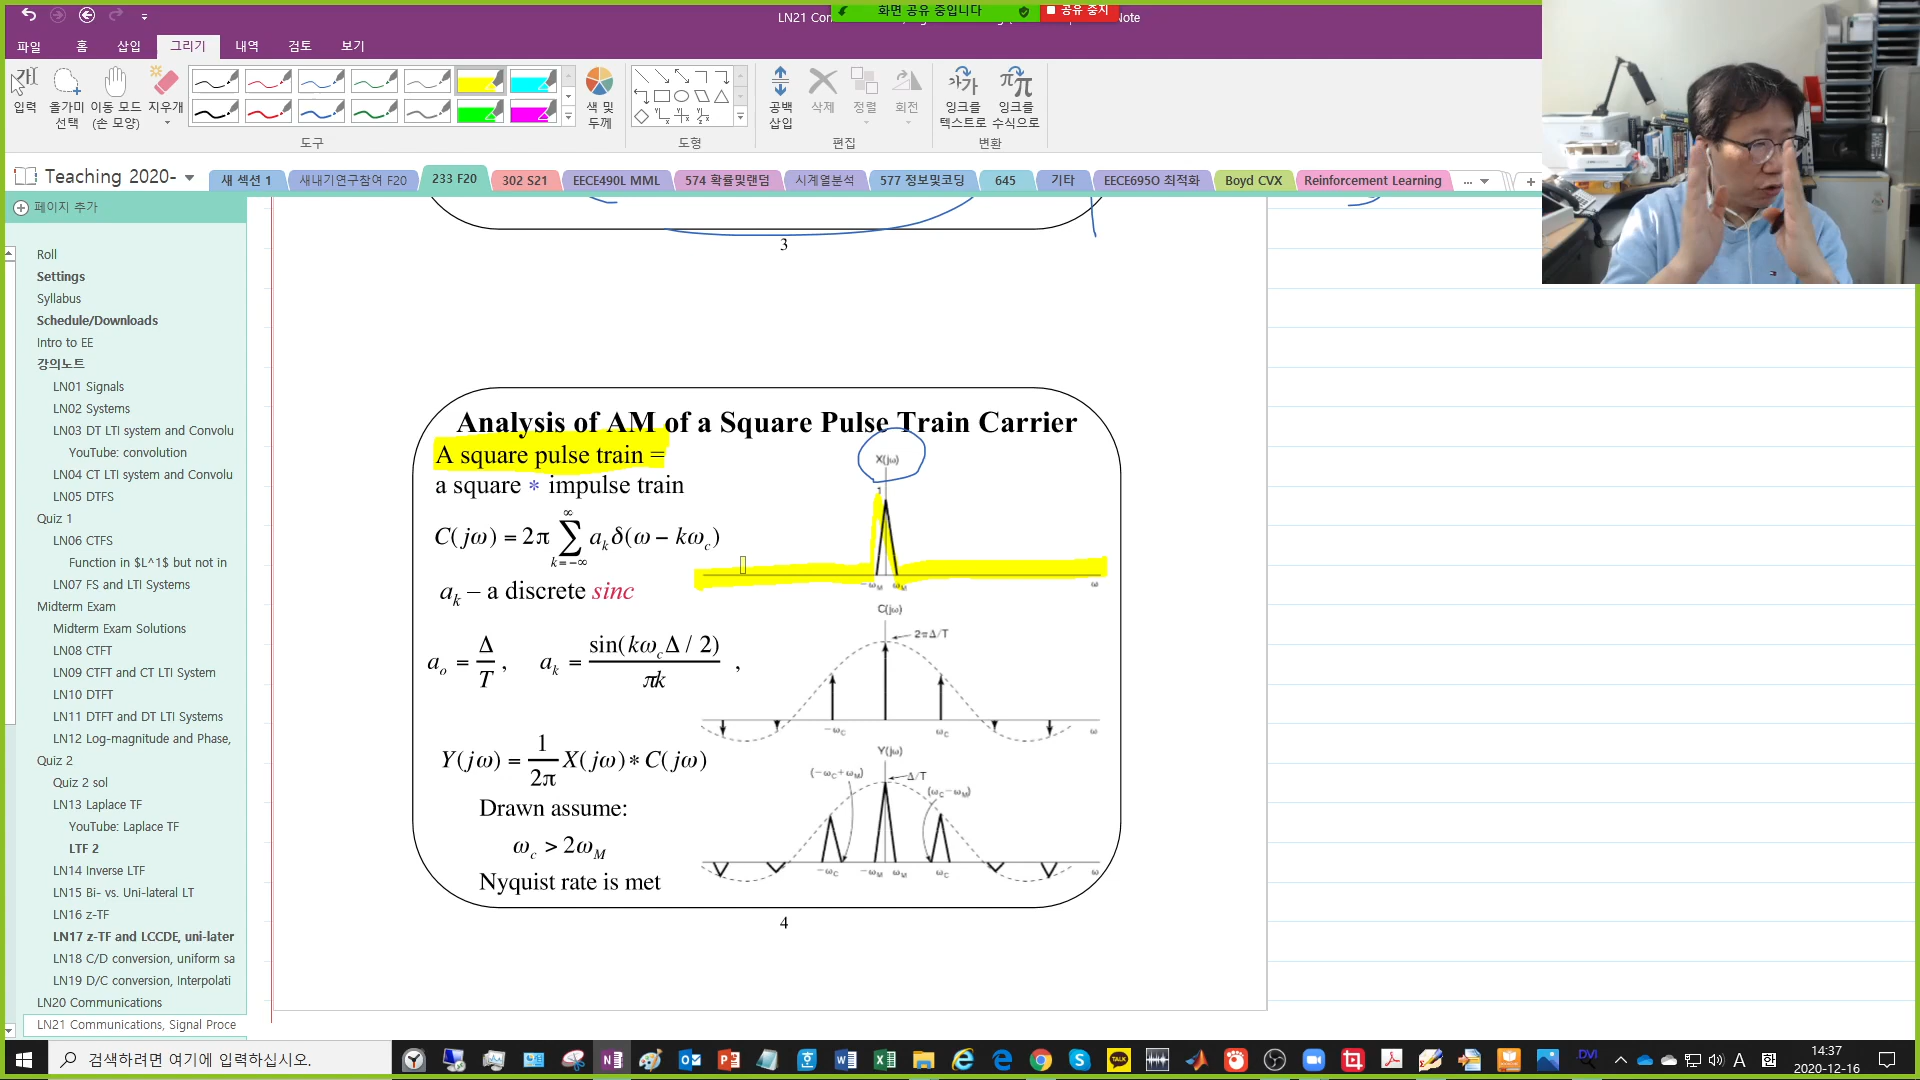 화면 공유 중입니다
공유 중지
LN21 Con
Note
파일 홈 삽입 그리기 내역 검토 보기
입력
올가미
선택
이동 모드
(손 모양)
지우개
색 및
두께
공백
삽입
삭제
정렬
회전
잉크를
텍스트로
잉크를
수식으로
도구
도형
편집
변환
Teaching 2020-
새 섹션 1
새내기연구참여 F20
233 F20
302 S21
EECE490L MML
574 확률및랜덤
시계열분석
577 정보및코딩
645
기타
EECE695O 최적화
Boyd CVX
Reinforcement Learning
...
페이지 추가
Roll
Settings
Syllabus
Schedule/Downloads
Intro to EE
강의노트
LN01 Signals
LN02 Systems
LN03 DT LTI system and Convolu
YouTube: convolution
LN04 CT LTI system and Convolu
LN05 DTFS
Quiz 1
LN06 CTFS
Function in $L^1$ but not in
LN07 FS and LTI Systems
Midterm Exam
Midterm Exam Solutions
LN08 CTFT
LN09 CTFT and CT LTI System
LN10 DTFT
LN11 DTFT and DT LTI Systems
LN12 Log-magnitude and Phase,
Quiz 2
Quiz 2 sol
LN13 Laplace TF
YouTube: Laplace TF
LTF 2
LN14 Inverse LTF
LN15 Bi- vs. Uni-lateral LT
LN16 z-TF
LN17 z-TF and LCCDE, uni-later
LN18 C/D conversion, uniform sa
LN19 D/C conversion, Interpolati
LN20 Communications
LN21 Communications, Signal Proce
3
Analysis of AM of a Square Pulse Train Carrier
A square pulse train =
a square * impulse train
C(jω) = 2π ∑_{k=-∞}^{∞} a_k δ(ω − kω_c)
a_k – a discrete sinc
a_o = Δ/T , a_k = sin(kω_cΔ / 2)/πk ,
Y(jω) = 1/2π X(jω) * C(jω)
Drawn assume:
ω_c > 2ω_M
Nyquist rate is met
X(jω)
1
−ω_M ω_M ω
C(jω)
2πΔ/T
−ω_C ω_C ω
Y(jω)
(−ω_C+ω_M) Δ/T
(ω_C−ω_M)
−ω_C −ω_M ω_M ω_C ω
4
검색하려면 여기에 입력하십시오.
TALK
DVI
A
한
14:37
2020-12-16